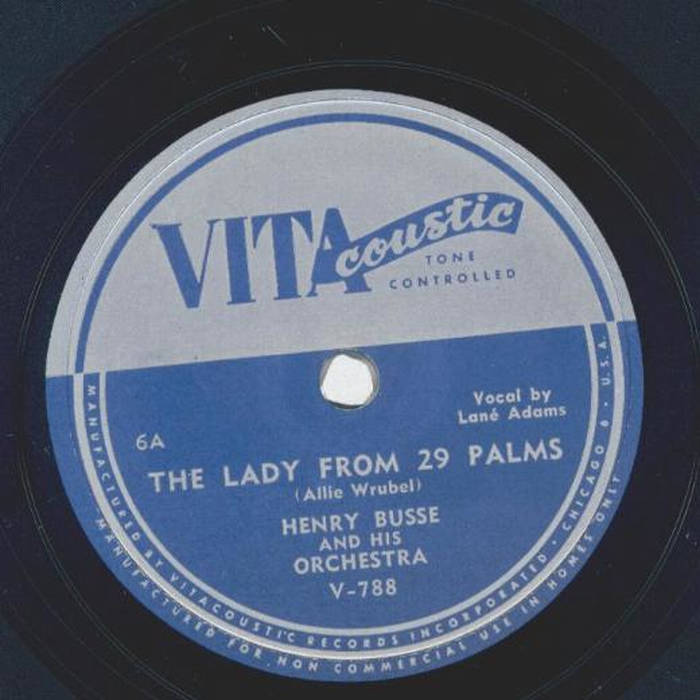 VITAcoustic
TONE
CONTROLLED
Vocal by
Lané Adams
6A
THE LADY FROM 29 PALMS
(Allie Wrubel)
HENRY BUSSE
AND HIS
ORCHESTRA
V-788
MANUFACTURED BY VITACOUSTIC RECORDS INCORPORATED • CHICAGO 6 • U.S.A.
MANUFACTURED FOR NON COMMERCIAL USE IN HOMES ONLY